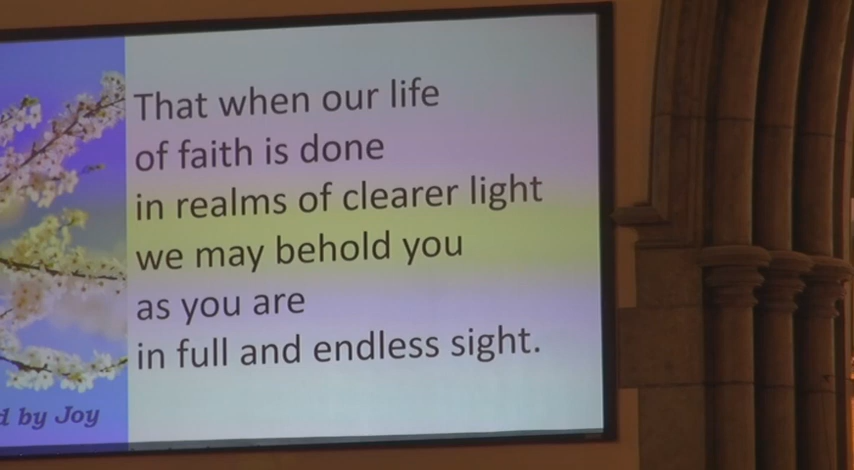 That when our life
of faith is done
in realms of clearer light
we may behold you
as you are
in full and endless sight.
by Joy